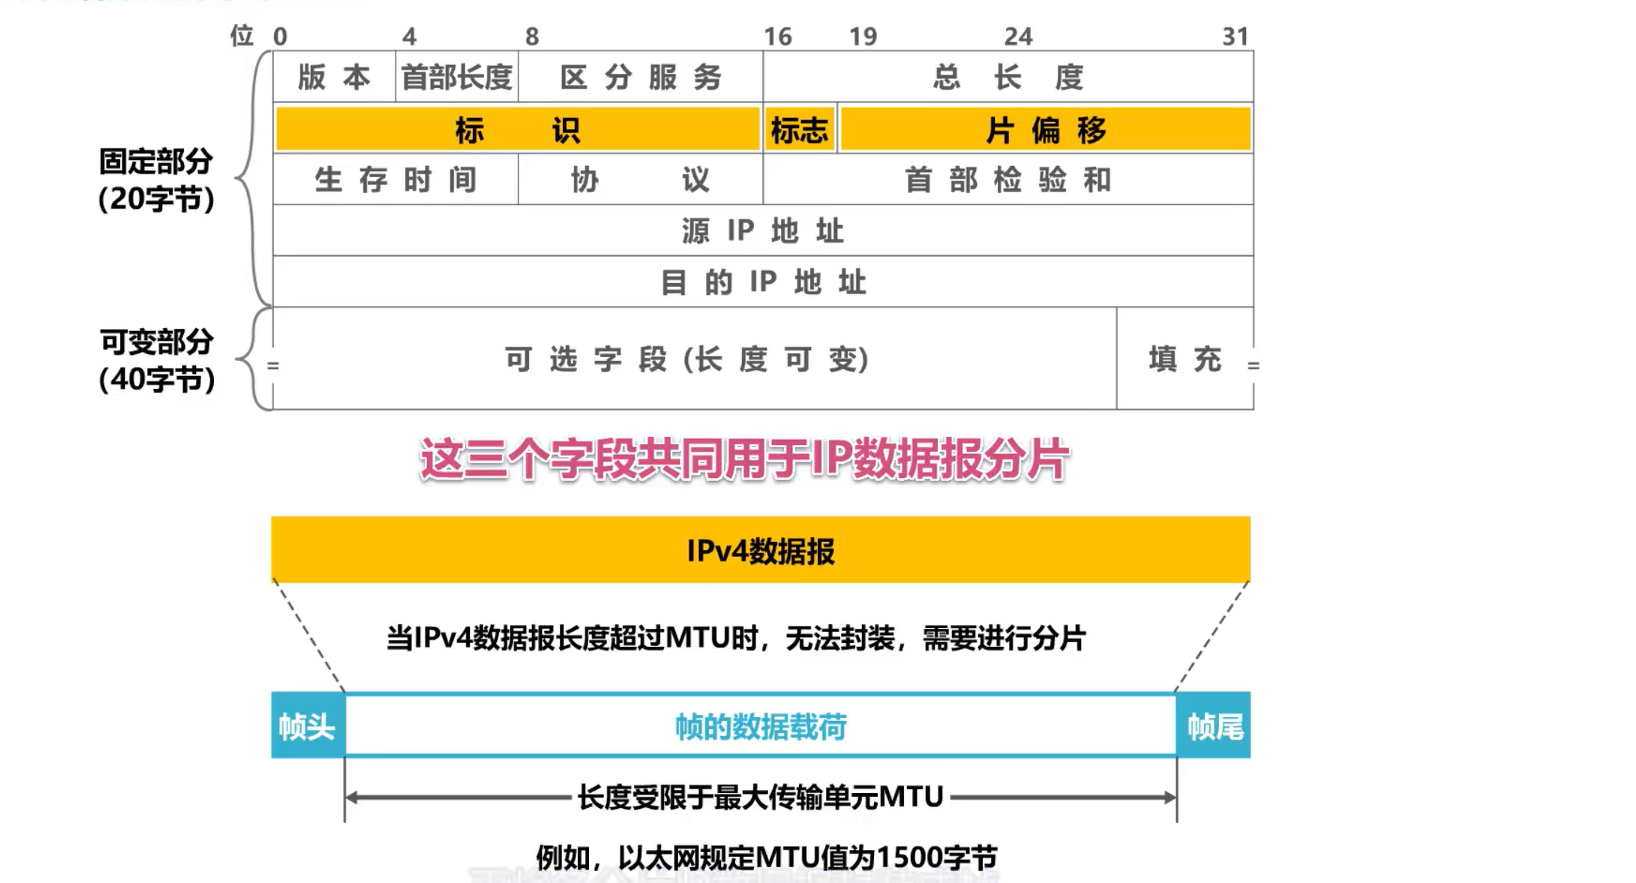 位 0 4 8 16 19 24 31
版本 首部长度 区分服务 总长度
标识 标志 片偏移
固定部分
(20字节)
生存时间 协议 首部检验和
源IP地址
目的IP地址
可变部分
(40字节)
= 可选字段(长度可变) 填充 =
这三个字段共同用于IP数据报分片
IPv4数据报
当IPv4数据报长度超过MTU时，无法封装，需要进行分片
帧头 帧的数据载荷 帧尾
长度受限于最大传输单元MTU
例如，以太网规定MTU值为1500字节